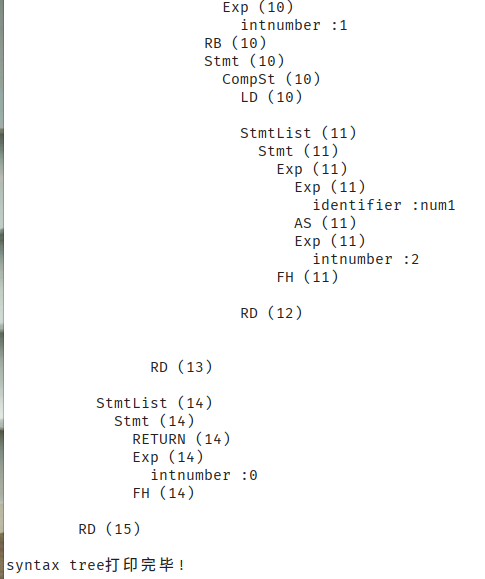 Exp (10)
intnumber :1
RB (10)
Stmt (10)
CompSt (10)
LD (10)
StmtList (11)
Stmt (11)
Exp (11)
Exp (11)
identifier :num1
AS (11)
Exp (11)
intnumber :2
FH (11)
RD (12)
RD (13)
StmtList (14)
Stmt (14)
RETURN (14)
Exp (14)
intnumber :0
FH (14)
RD (15)
syntax tree打印完毕!